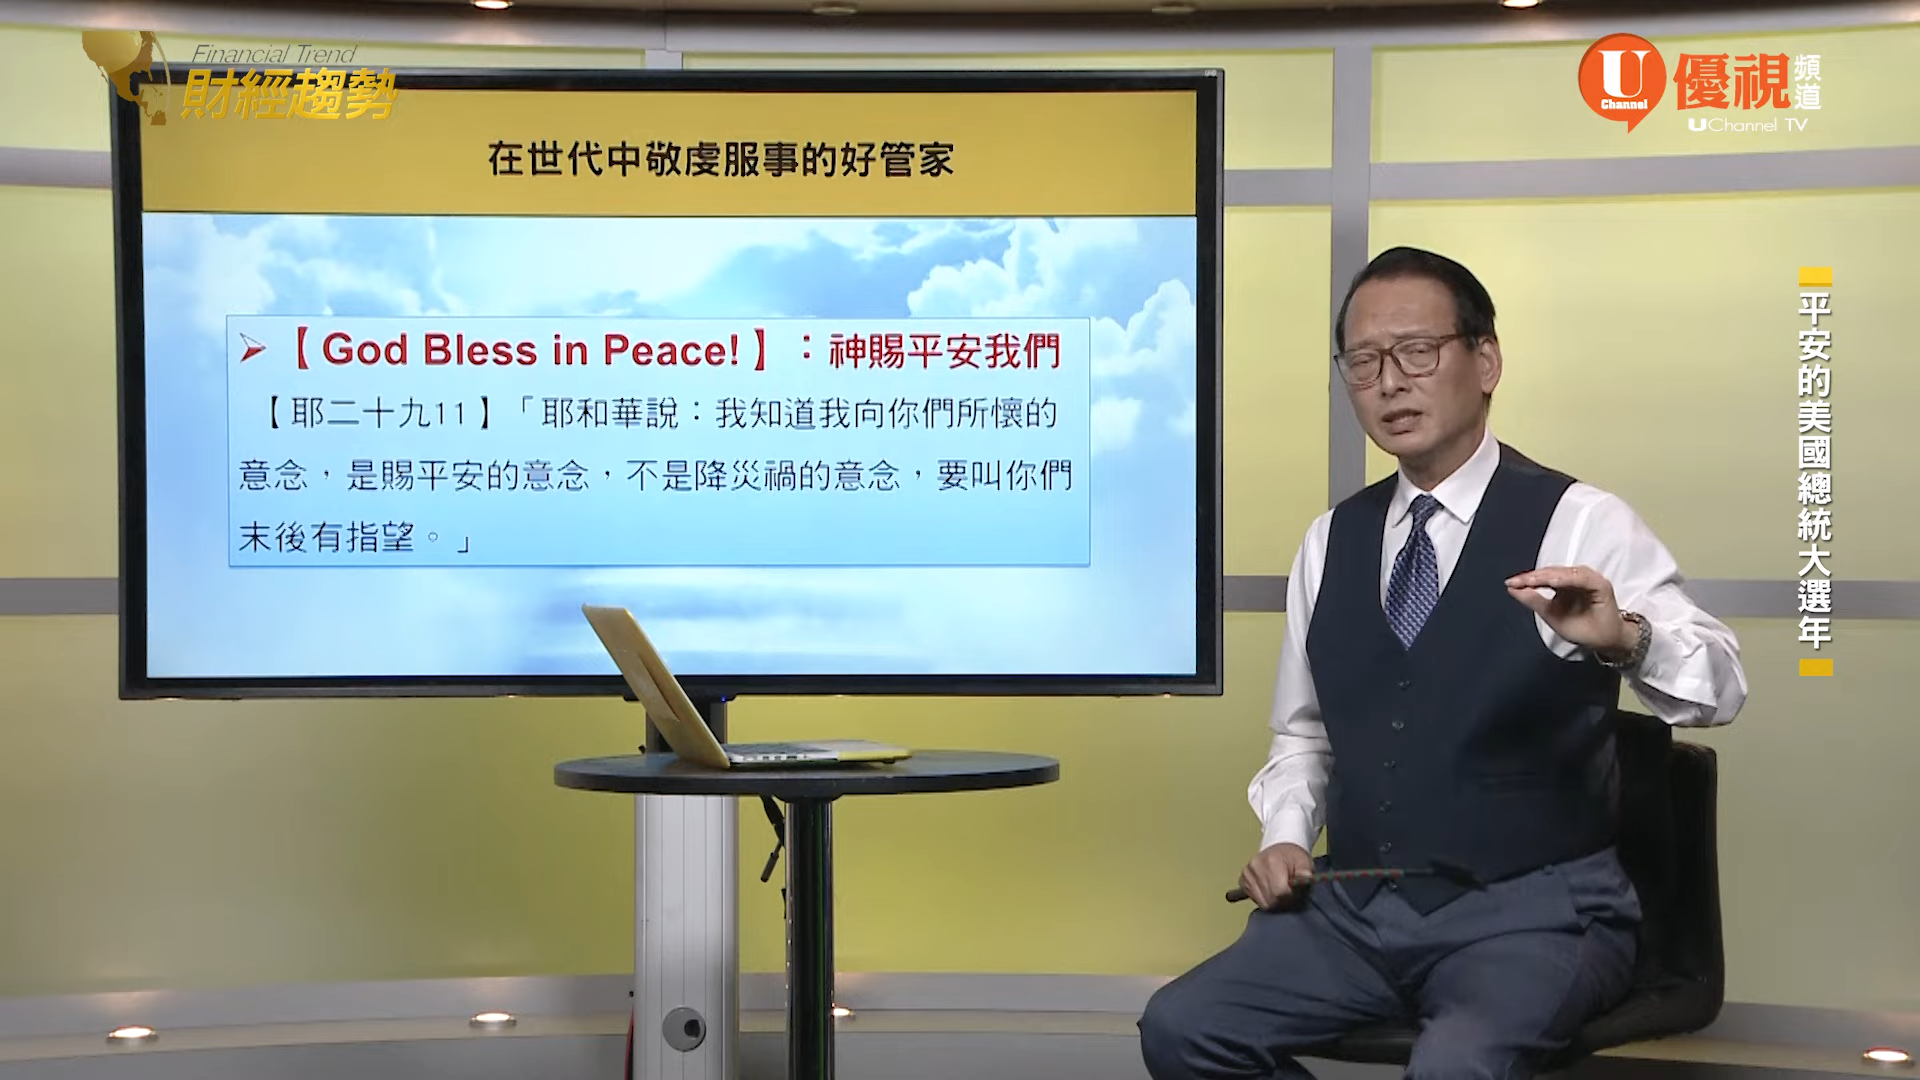 Financial Trend
財經趨勢
U
Channel
優視
頻道
UChannel TV
在世代中敬虔服事的好管家
➢【God Bless in Peace!】：神賜平安我們
【耶二十九11】「耶和華說：我知道我向你們所懷的
意念，是賜平安的意念，不是降災禍的意念，要叫你們
末後有指望。」
平安的美國總統大選年